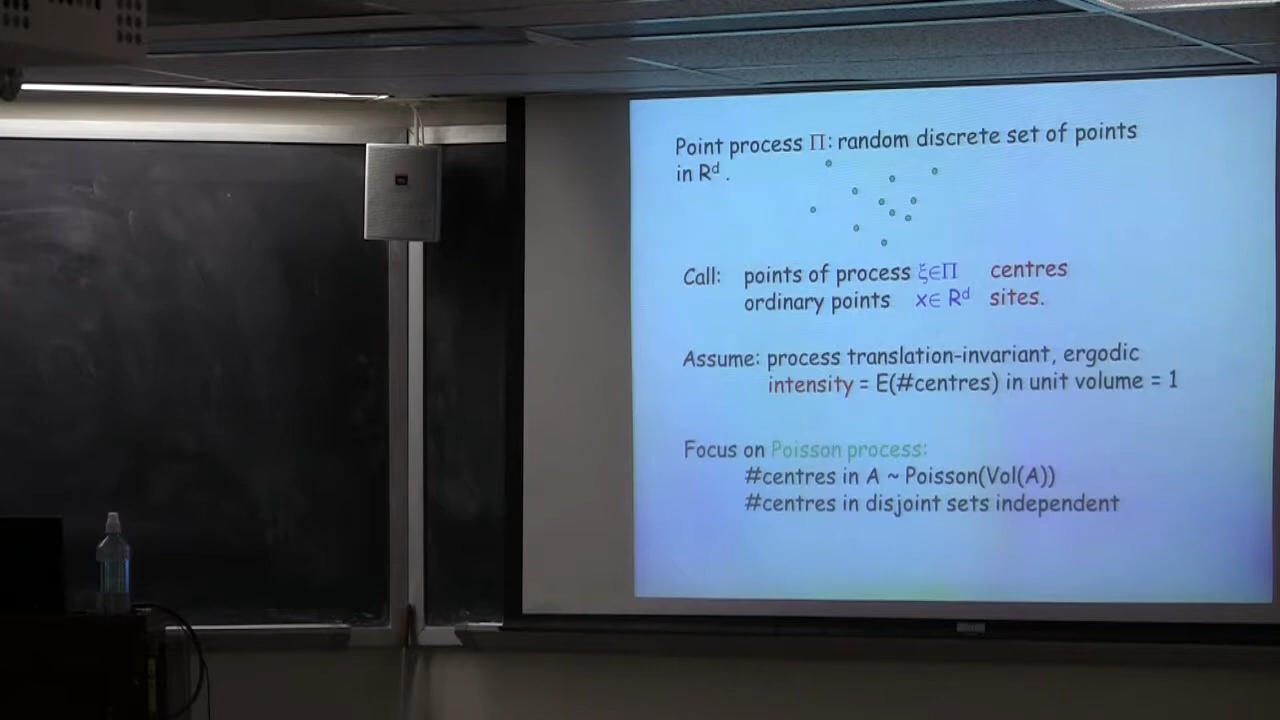 Point process Π: random discrete set of points
in Rᵈ .
Call: points of process ξ∈Π centres
ordinary points x∈ Rᵈ sites.
Assume: process translation-invariant, ergodic
intensity = E(#centres) in unit volume = 1
Focus on Poisson process:
#centres in A ~ Poisson(Vol(A))
#centres in disjoint sets independent